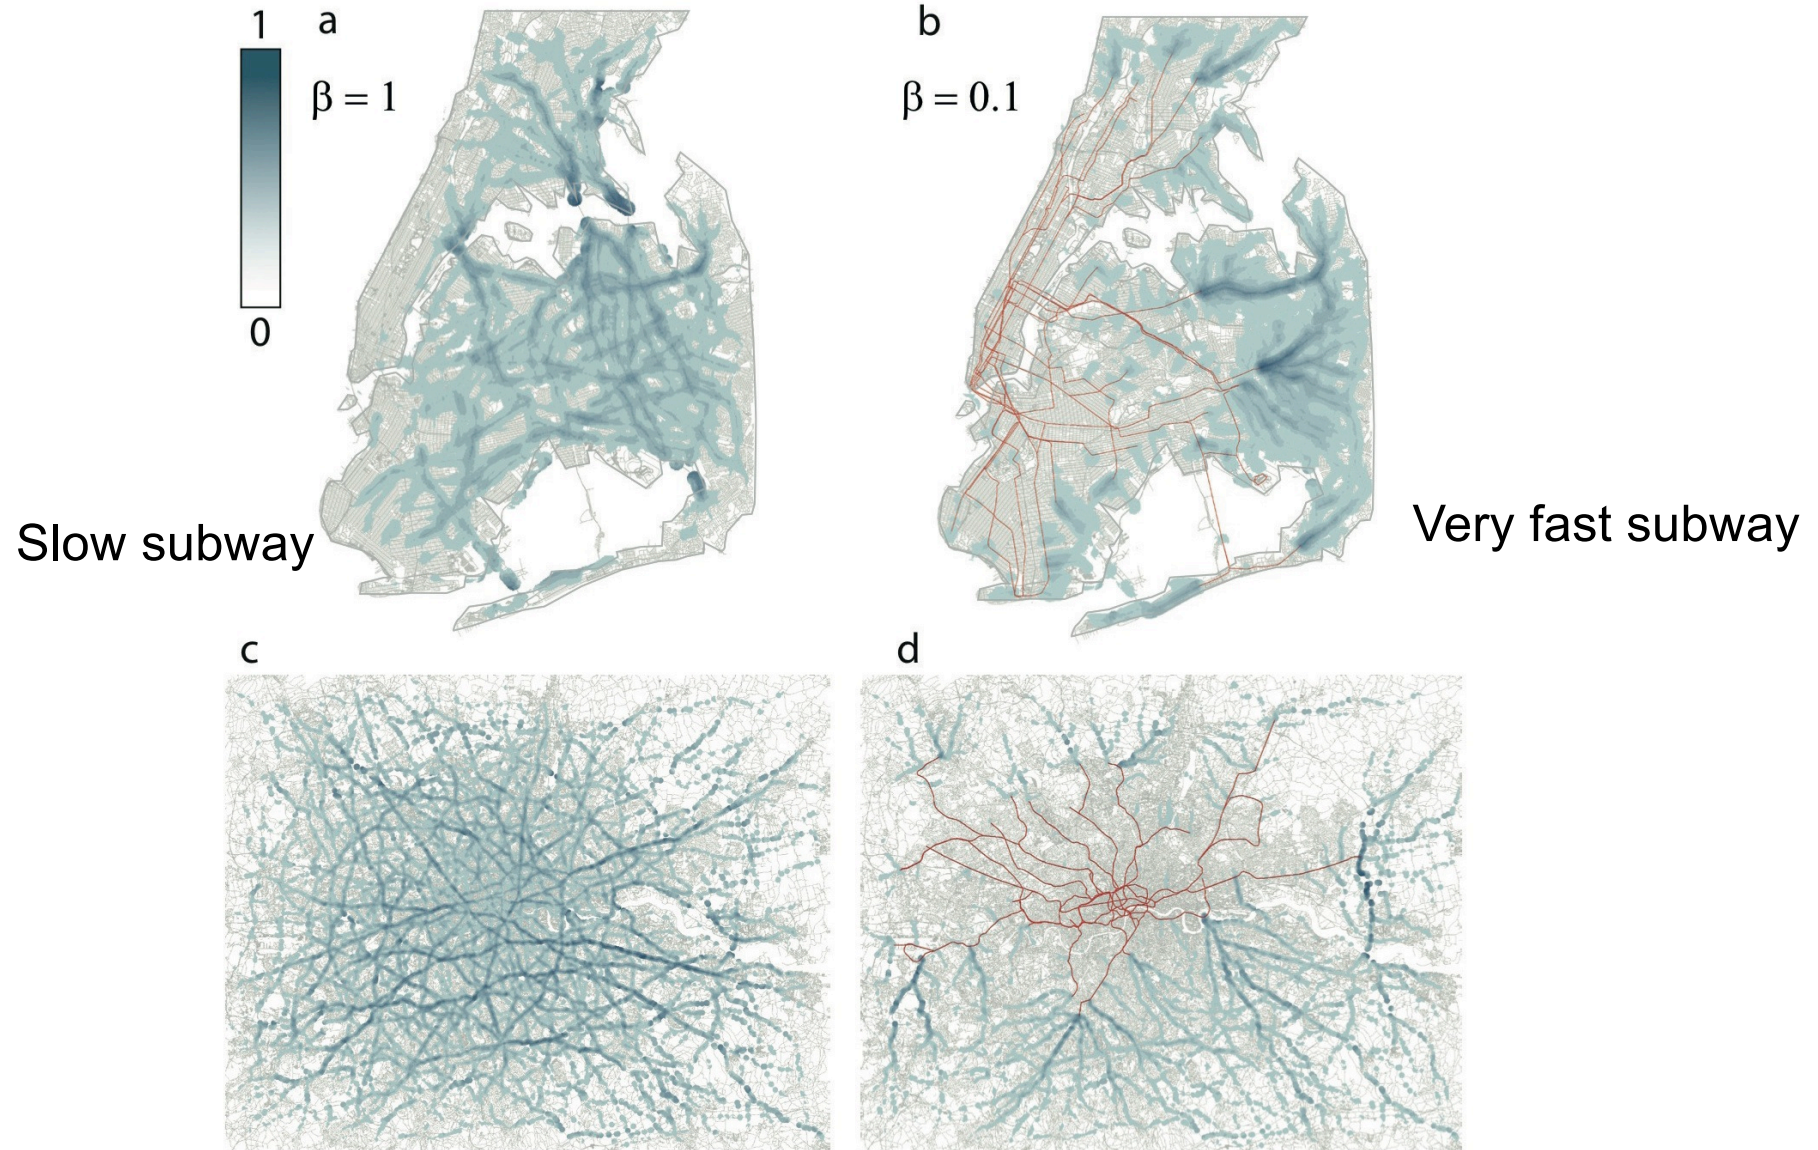 1
a
b
β = 1
β = 0.1
0
Slow subway
Very fast subway
c
d